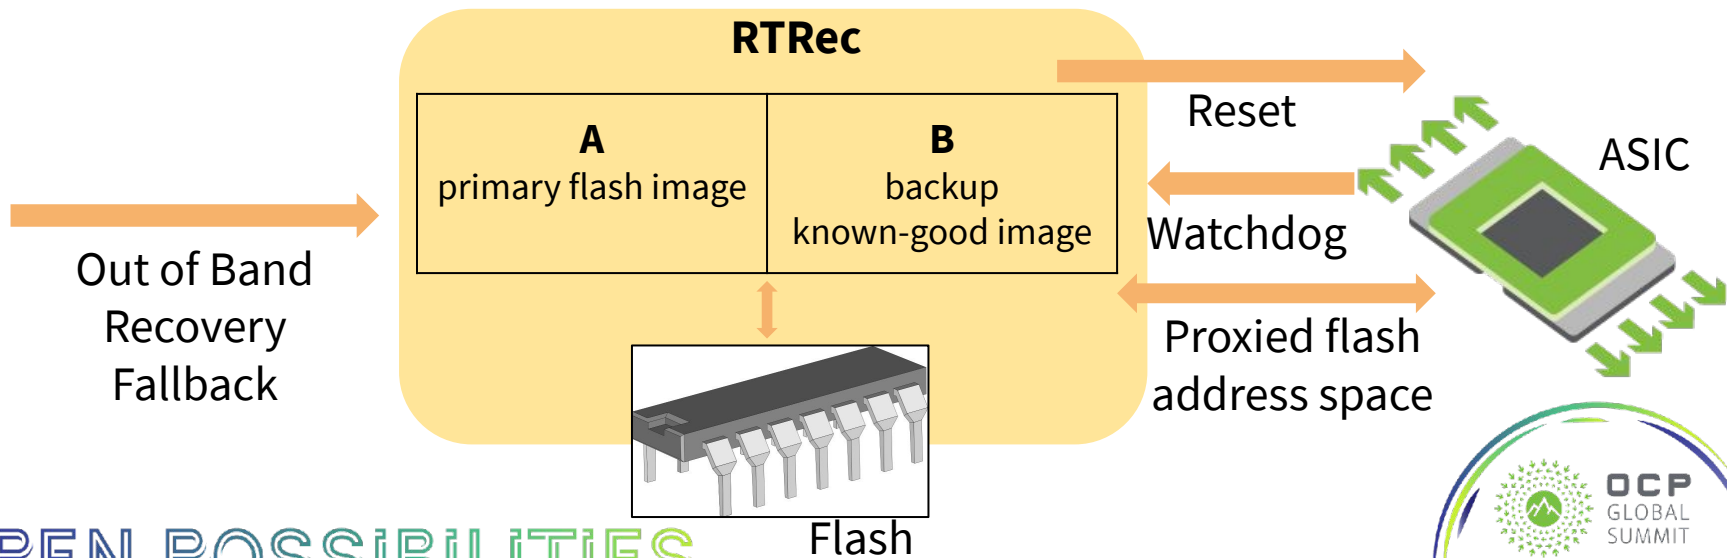 RTRec
A
primary flash image
B
backup
known-good image
Reset
ASIC
Watchdog
Out of Band
Recovery
Fallback
Proxied flash
address space
Flash
OCP
GLOBAL
SUMMIT
POSSIBILITIES